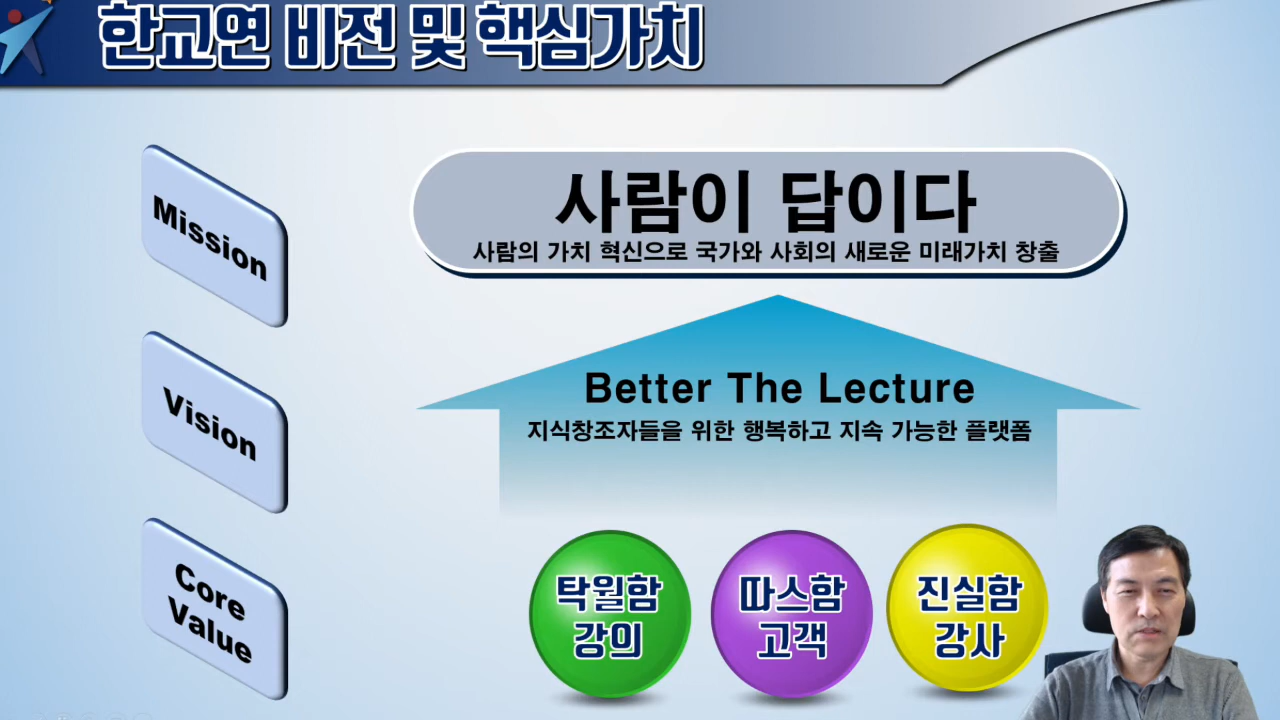 한교연 비전 및 핵심가치
Mission
사람이 답이다
사람의 가치 혁신으로 국가와 사회의 새로운 미래가치 창출
Vision
Better The Lecture
지식창조자들을 위한 행복하고 지속 가능한 플랫폼
Core
Value
탁월함
강의
따스함
고객
진실함
강사